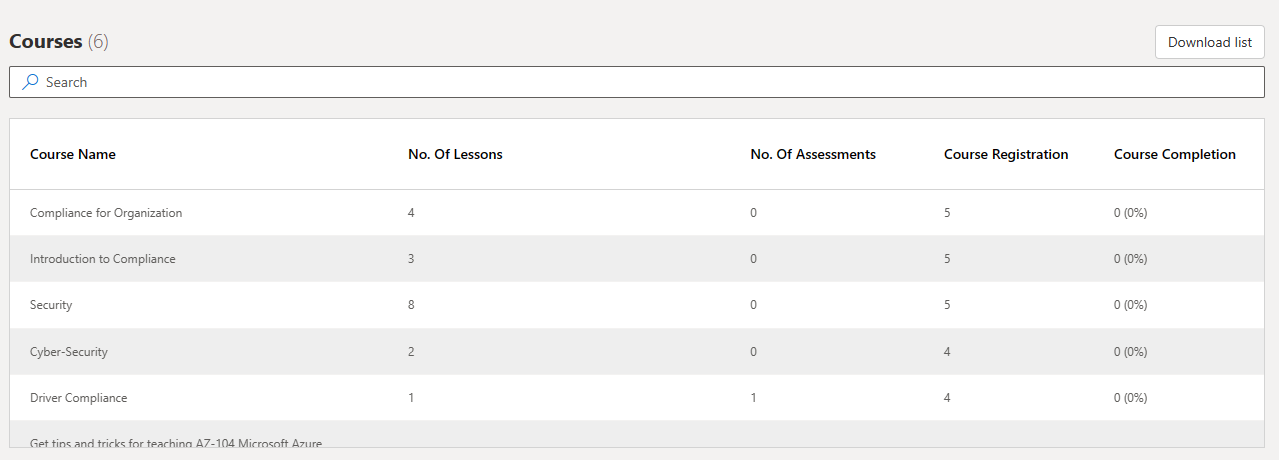 Courses (6)
Download list
Search
Course Name No. Of Lessons No. Of Assessments Course Registration Course Completion
Compliance for Organization 4 0 5 0 (0%)
Introduction to Compliance 3 0 5 0 (0%)
Security 8 0 5 0 (0%)
Cyber-Security 2 0 4 0 (0%)
Driver Compliance 1 1 4 0 (0%)
Get tips and tricks for teaching AZ-104 Microsoft Azure